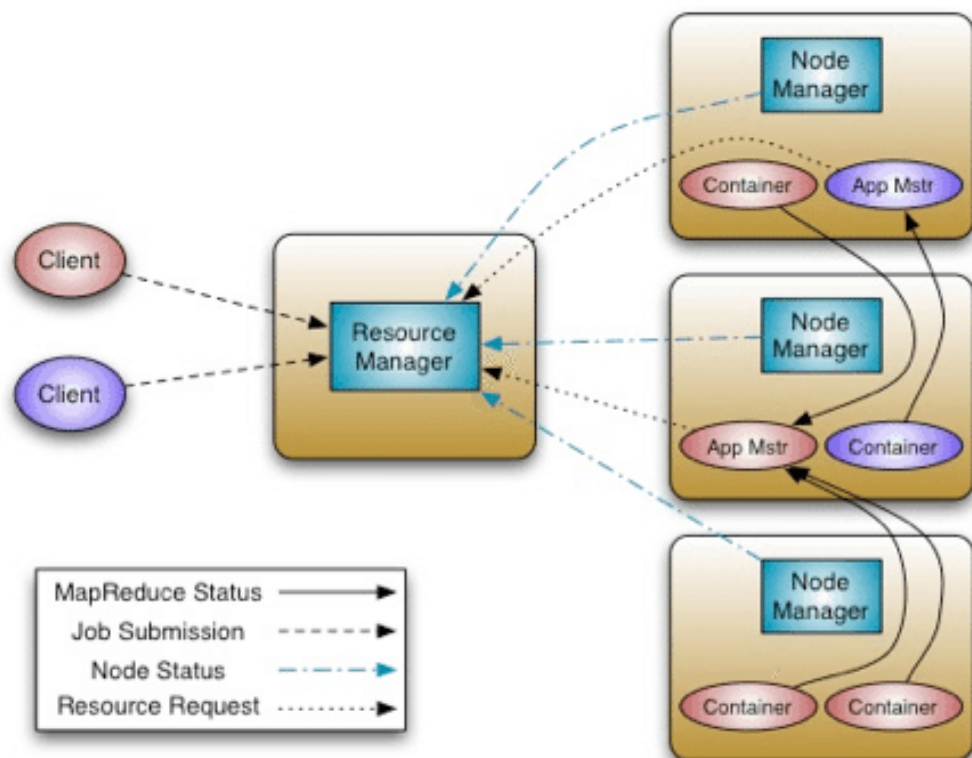 Node
Manager
Container
App Mstr
Client
Resource
Manager
Client
Node
Manager
App Mstr
Container
Node
Manager
Container
Container
MapReduce Status
Job Submission
Node Status
Resource Request